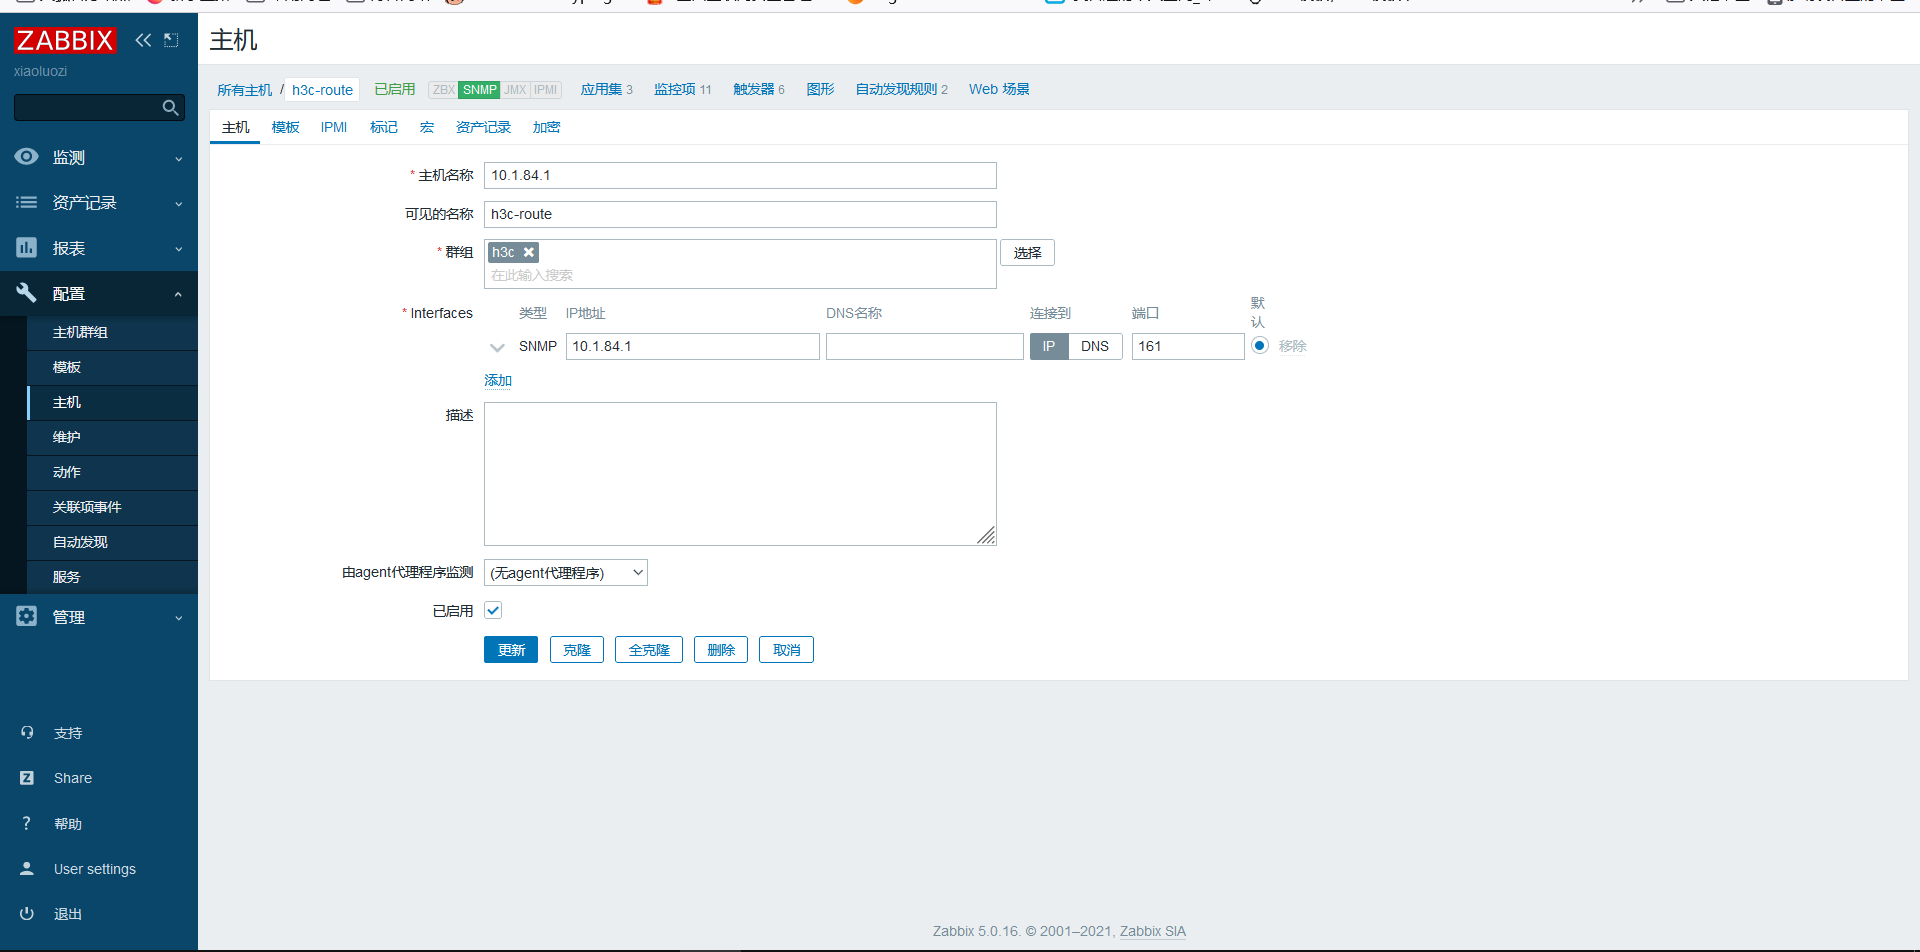 ZABBIX
xiaoluozi
监测
资产记录
报表
配置
主机群组
模板
主机
维护
动作
关联项事件
自动发现
服务
管理
支持
Share
帮助
User settings
退出
主机
所有主机 / h3c-route 已启用 ZBX SNMP JMX IPMI 应用集 3 监控项 11 触发器 6 图形 自动发现规则 2 Web 场景
主机 模板 IPMI 标记 宏 资产记录 加密
* 主机名称 10.1.84.1
可见的名称 h3c-route
* 群组 h3c 选择
在此输入搜索
* Interfaces 类型 IP地址 DNS名称 连接到 端口 默认
SNMP 10.1.84.1 IP DNS 161 移除
添加
描述
由agent代理程序监测 (无agent代理程序)
已启用
更新 克隆 全克隆 删除 取消
Zabbix 5.0.16. © 2001–2021, Zabbix SIA